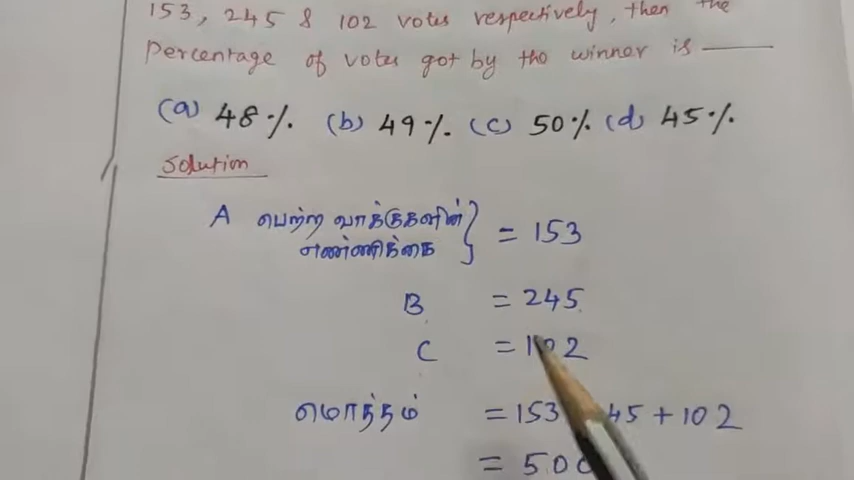 153, 245 & 102 votes respectively, then the
percentage of votes got by the winner is ———
(a) 48%. (b) 49%. (c) 50% (d) 45%.
Solution
A பெற்ற வாக்குகளின்
எண்ணிக்கை } = 153
B = 245
C = 102
மொத்தம் = 153 45 + 102
= 500